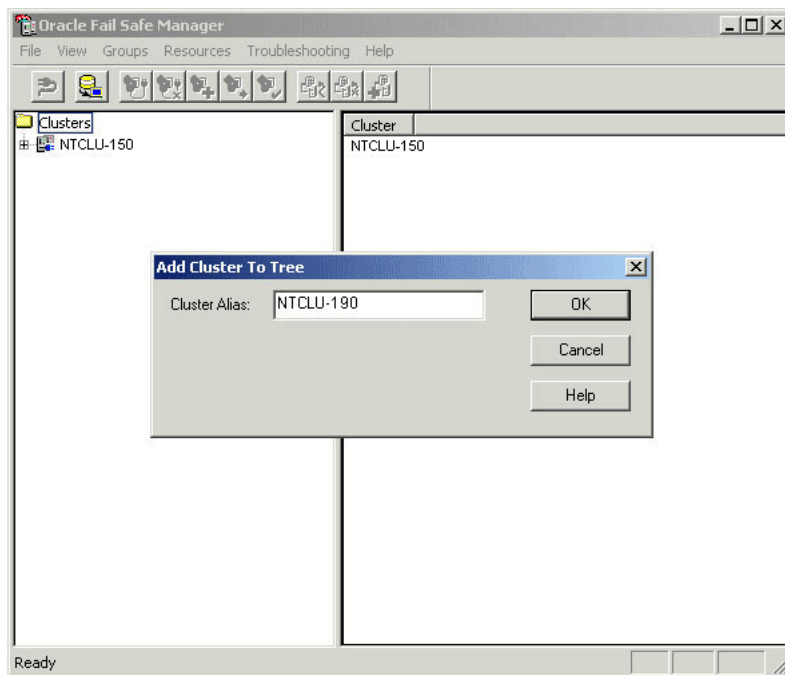 Oracle Fail Safe Manager
File View Groups Resources Troubleshooting Help
Clusters
NTCLU-150
Cluster
NTCLU-150
Add Cluster To Tree
Cluster Alias: NTCLU-190
OK
Cancel
Help
Ready